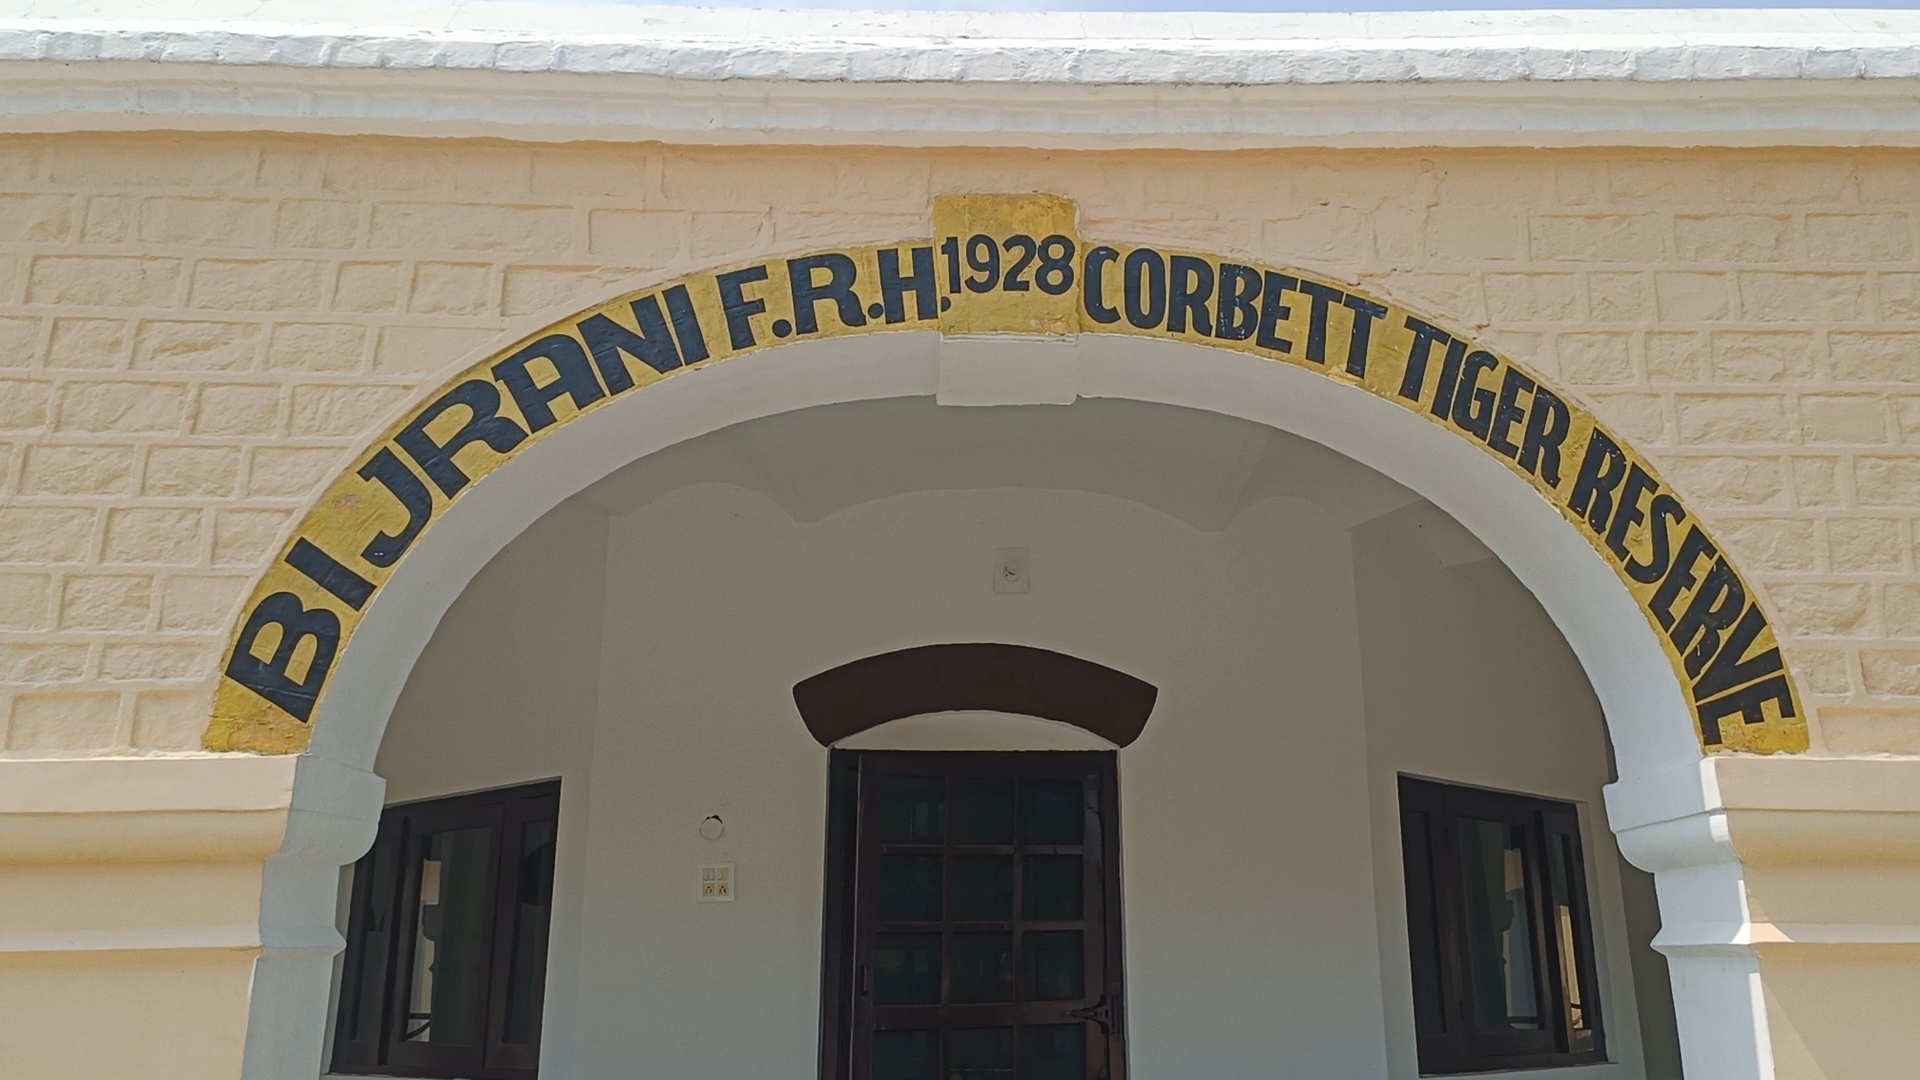 BIJRANI F.R.H. 1928 CORBETT TIGER RESERVE